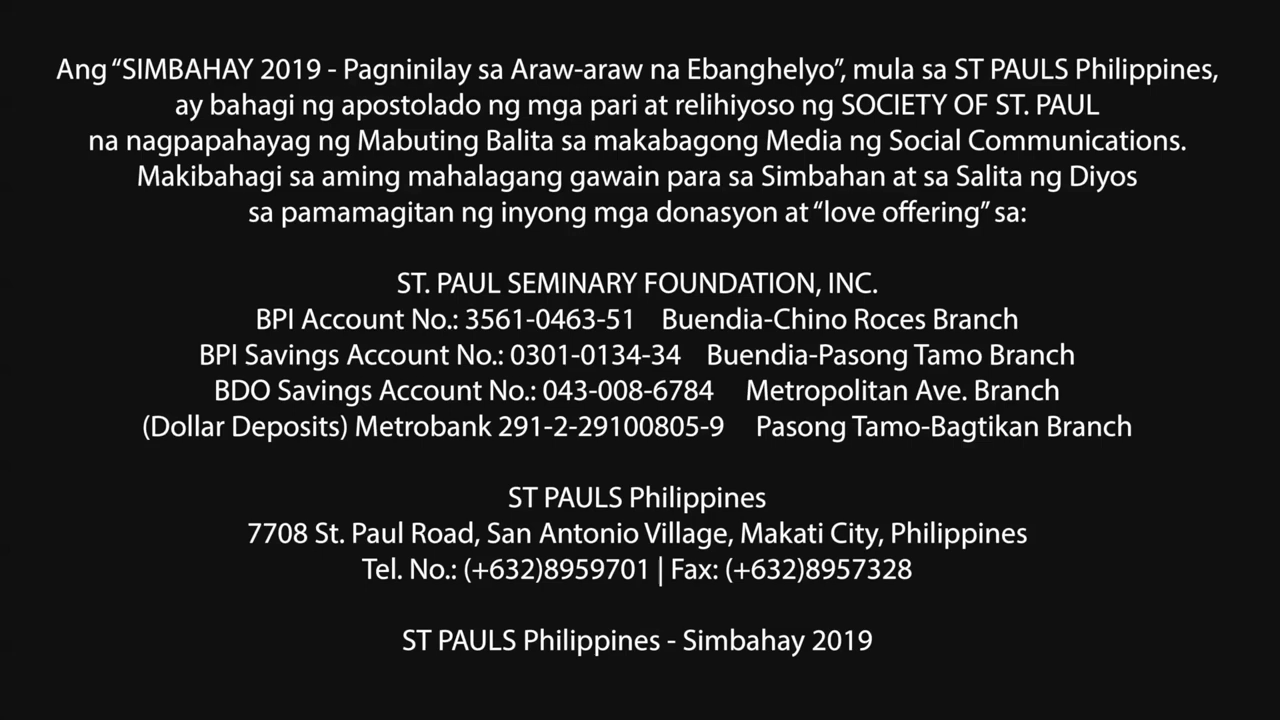 Ang “SIMBAHAY 2019 - Pagninilay sa Araw-araw na Ebanghelyo”, mula sa ST PAULS Philippines,
ay bahagi ng apostolado ng mga pari at relihiyoso ng SOCIETY OF ST. PAUL
na nagpapahayag ng Mabuting Balita sa makabagong Media ng Social Communications.
Makibahagi sa aming mahalagang gawain para sa Simbahan at sa Salita ng Diyos
sa pamamagitan ng inyong mga donasyon at “love offering” sa:
ST. PAUL SEMINARY FOUNDATION, INC.
BPI Account No.: 3561-0463-51 Buendia-Chino Roces Branch
BPI Savings Account No.: 0301-0134-34 Buendia-Pasong Tamo Branch
BDO Savings Account No.: 043-008-6784 Metropolitan Ave. Branch
(Dollar Deposits) Metrobank 291-2-29100805-9 Pasong Tamo-Bagtikan Branch
ST PAULS Philippines
7708 St. Paul Road, San Antonio Village, Makati City, Philippines
Tel. No.: (+632)8959701 | Fax: (+632)8957328
ST PAULS Philippines - Simbahay 2019